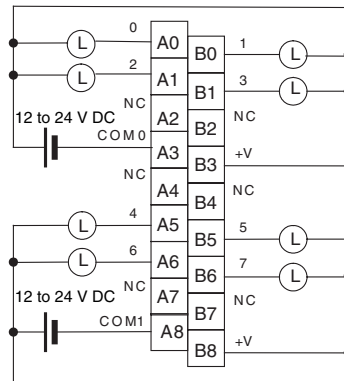 0 L A0 B0 1 L
2 L A1 B1 3 L
NC A2 B2 NC
12 to 24 V DC
COM0 A3 B3 +V
NC A4 B4 NC
4 L A5 B5 5 L
6 L A6 B6 7 L
NC A7 B7 NC
12 to 24 V DC
COM1 A8 B8 +V